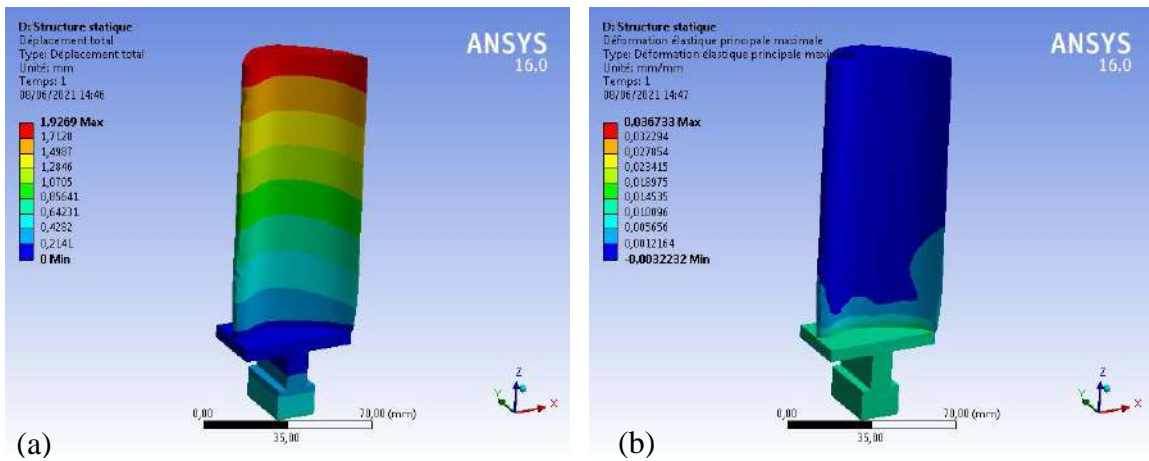 D: Structure statique
Déplacement total
Type: Déplacement total
Unité: mm
Temps: 1
08/06/2021 14:46
1,9269 Max
1,7128
1,4987
1,2846
1,0705
0,85641
0,64231
0,4282
0,2141
0 Min
ANSYS
16.0
Z
Y
X
0,00
70,00 (mm)
35,00
(a)
D: Structure statique
Déformation élastique principale maximale
Type: Déformation élastique principale maximale
Unité: mm/mm
Temps: 1
08/06/2021 14:47
0,036733 Max
0,032294
0,027854
0,023415
0,018975
0,014535
0,010096
0,005656
0,0012164
-0,0032232 Min
ANSYS
16.0
Z
Y
X
0,00
70,00 (mm)
35,00
(b)